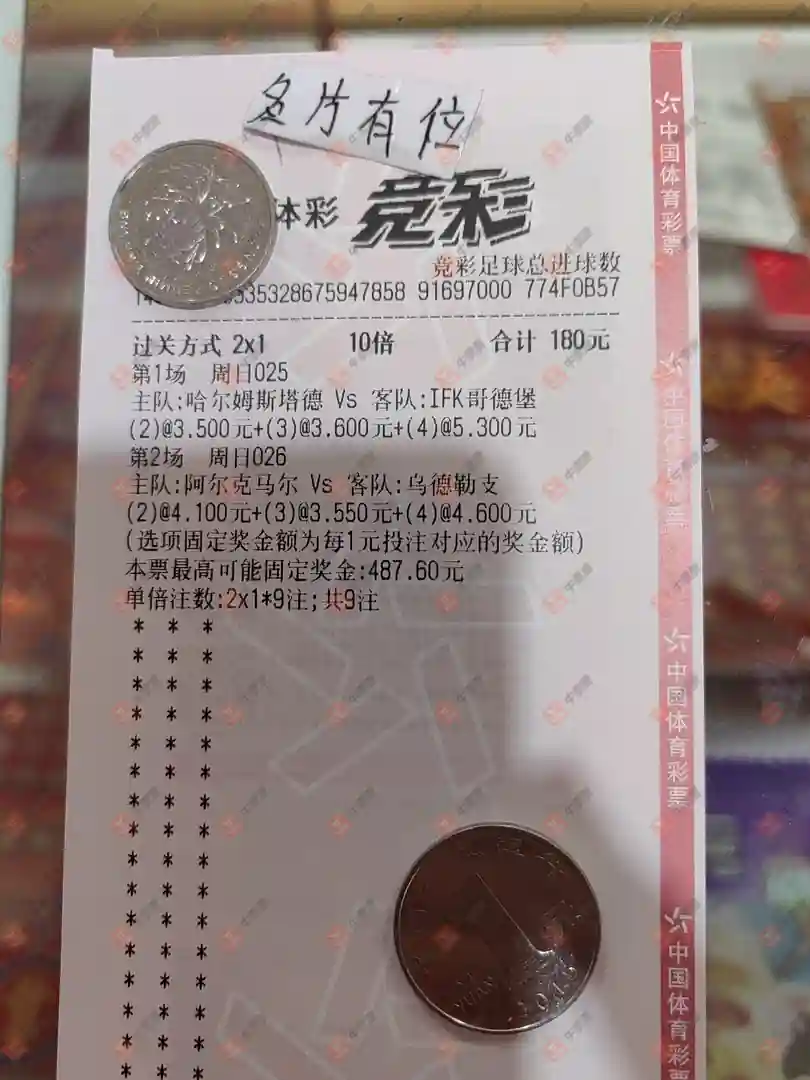 名片有位
体彩 竞彩
竞彩足球总进球数
535328675947858 91697000 774F0B57
过关方式 2x1 10倍 合计 180元
第1场 周日025
主队:哈尔姆斯塔德 Vs 客队:IFK哥德堡
(2)@3.500元+(3)@3.600元+(4)@5.300元
第2场 周日026
主队:阿尔克马尔 Vs 客队:乌德勒支
(2)@4.100元+(3)@3.550元+(4)@4.600元
(选项固定奖金额为每1元投注对应的奖金额)
本票最高可能固定奖金:487.60元
单倍注数:2x1*9注;共9注
中国体育彩票
中国体育彩票
中国体育彩票
中国体育彩票